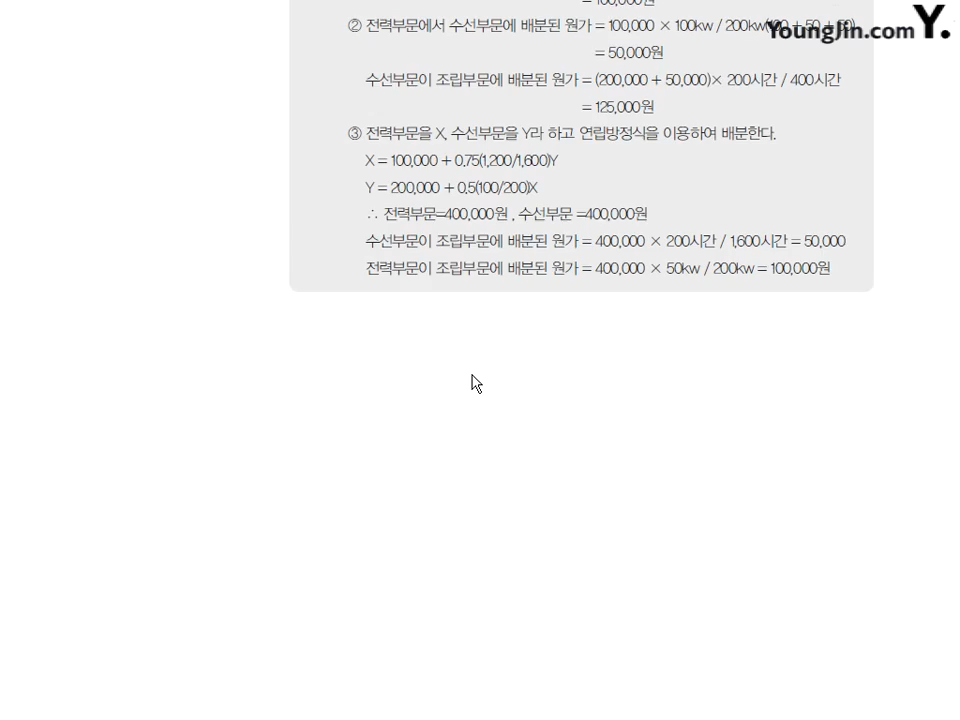 = 100,000원
② 전력부문에서 수선부문에 배분된 원가 = 100,000 × 100kw / 200kw(100 + 50 + 50)
= 50,000원
수선부문이 조립부문에 배분된 원가 = (200,000 + 50,000)× 200시간 / 400시간
= 125,000원
③ 전력부문을 X, 수선부문을 Y라 하고 연립방정식을 이용하여 배분한다.
X = 100,000 + 0.75(1,200/1,600)Y
Y = 200,000 + 0.5(100/200)X
∴ 전력부문=400,000원 , 수선부문 =400,000원
수선부문이 조립부문에 배분된 원가 = 400,000 × 200시간 / 1,600시간 = 50,000
전력부문이 조립부문에 배분된 원가 = 400,000 × 50kw / 200kw = 100,000원
YoungJin.com Y.